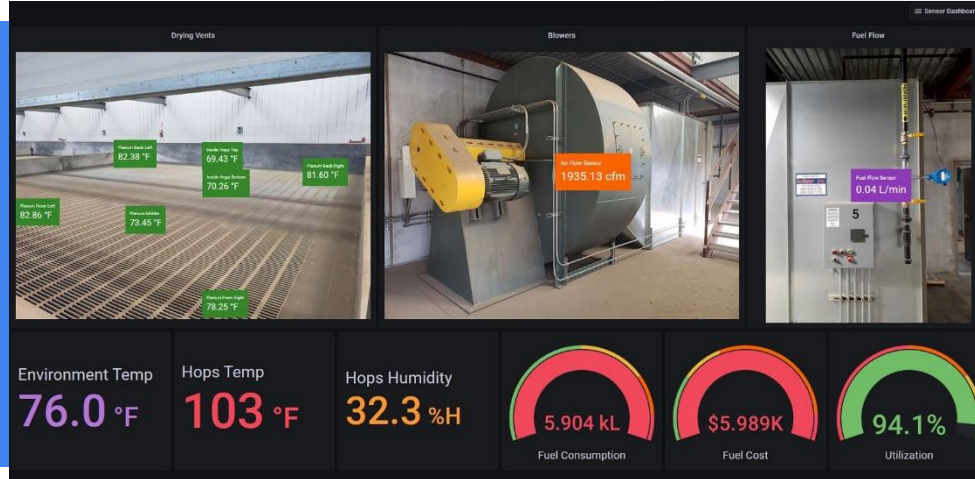 Sensor Dashboar
Drying Vents
Blowers
Fuel Flow
Plenum Back Left
82.38 °F
Inside Hops Top
69.43 °F
Inside Hops Bottom
70.26 °F
Plenum Back Right
81.60 °F
Plenum Front Left
82.86 °F
Plenum Middle
73.45 °F
Plenum Front Right
78.25 °F
Air Flow Sensor
1935.13 cfm
Fuel Flow Sensor
0.04 L/min
5
Environment Temp
76.0 °F
Hops Temp
103 °F
Hops Humidity
32.3 %H
5.904 kL
Fuel Consumption
$5.989K
Fuel Cost
94.1%
Utilization